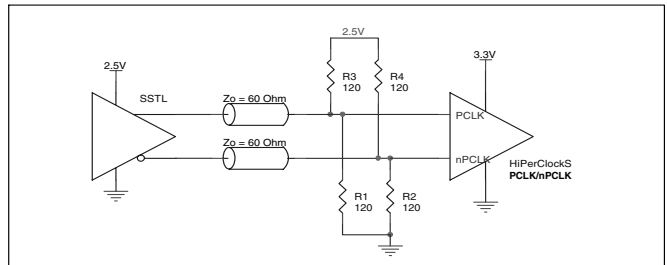 2.5V
3.3V
2.5V
SSTL
Zo = 60 Ohm
R3
120
R4
120
PCLK
Zo = 60 Ohm
nPCLK
HiPerClockS
PCLK/nPCLK
R1
120
R2
120